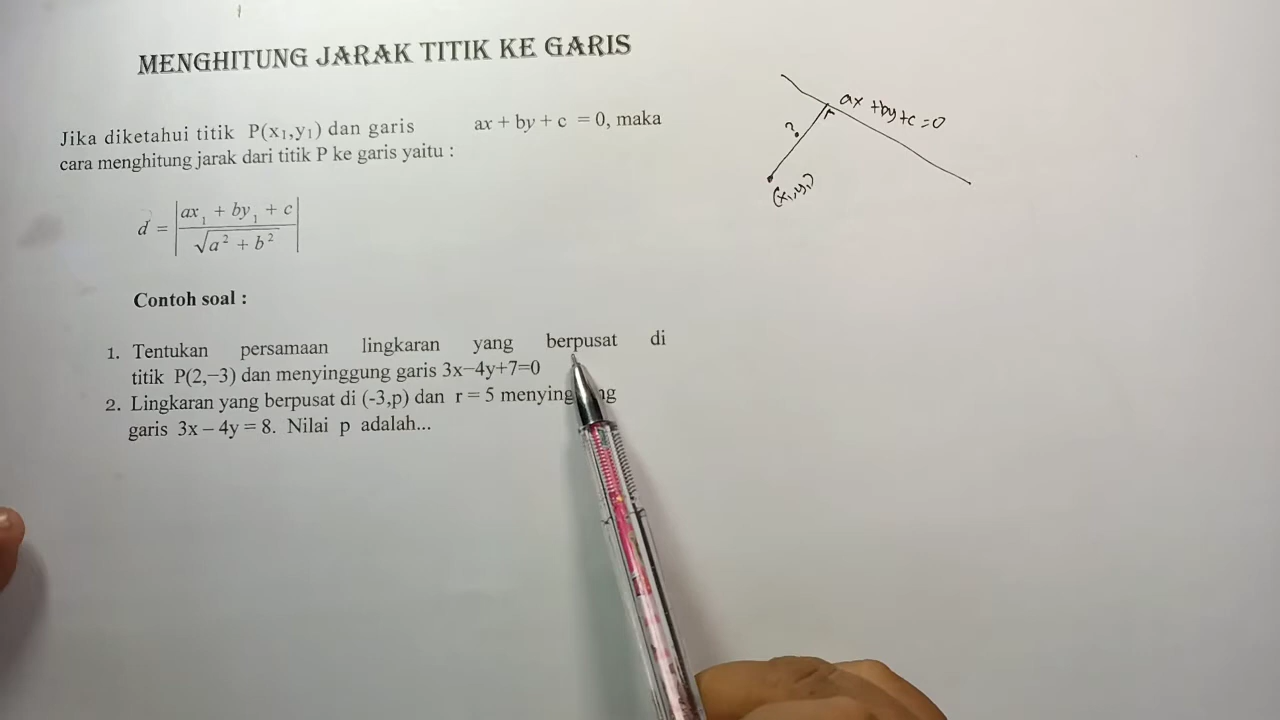 MENGHITUNG JARAK TITIK KE GARIS
Jika diketahui titik P(x₁,y₁) dan garis ax + by + c = 0, maka
cara menghitung jarak dari titik P ke garis yaitu :
d = |ax₁ + by₁ + c / √a² + b²|
Contoh soal :
1. Tentukan persamaan lingkaran yang berpusat di
titik P(2,−3) dan menyinggung garis 3x−4y+7=0
2. Lingkaran yang berpusat di (-3,p) dan r = 5 menyinggung
garis 3x – 4y = 8. Nilai p adalah...
ax +by+c =0
?
(x₁,y₁)